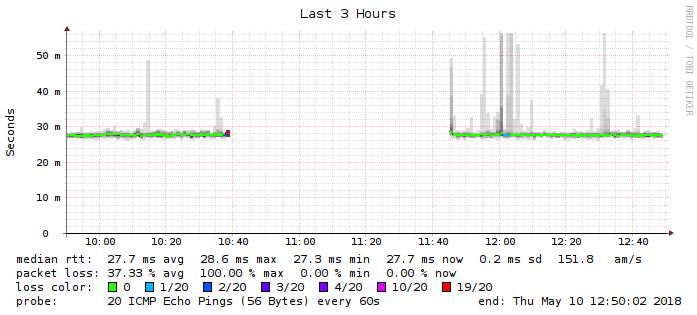 Last 3 Hours
RRDTOOL / TOBI OETIKER
Seconds
50 m
40 m
30 m
20 m
10 m
0
10:00 10:20 10:40 11:00 11:20 11:40 12:00 12:20 12:40
median rtt: 27.7 ms avg 28.6 ms max 27.3 ms min 27.7 ms now 0.2 ms sd 151.8 am/s
packet loss: 37.33 % avg 100.00 % max 0.00 % min 0.00 % now
loss color: 0 1/20 2/20 3/20 4/20 10/20 19/20
probe: 20 ICMP Echo Pings (56 Bytes) every 60s end: Thu May 10 12:50:02 2018